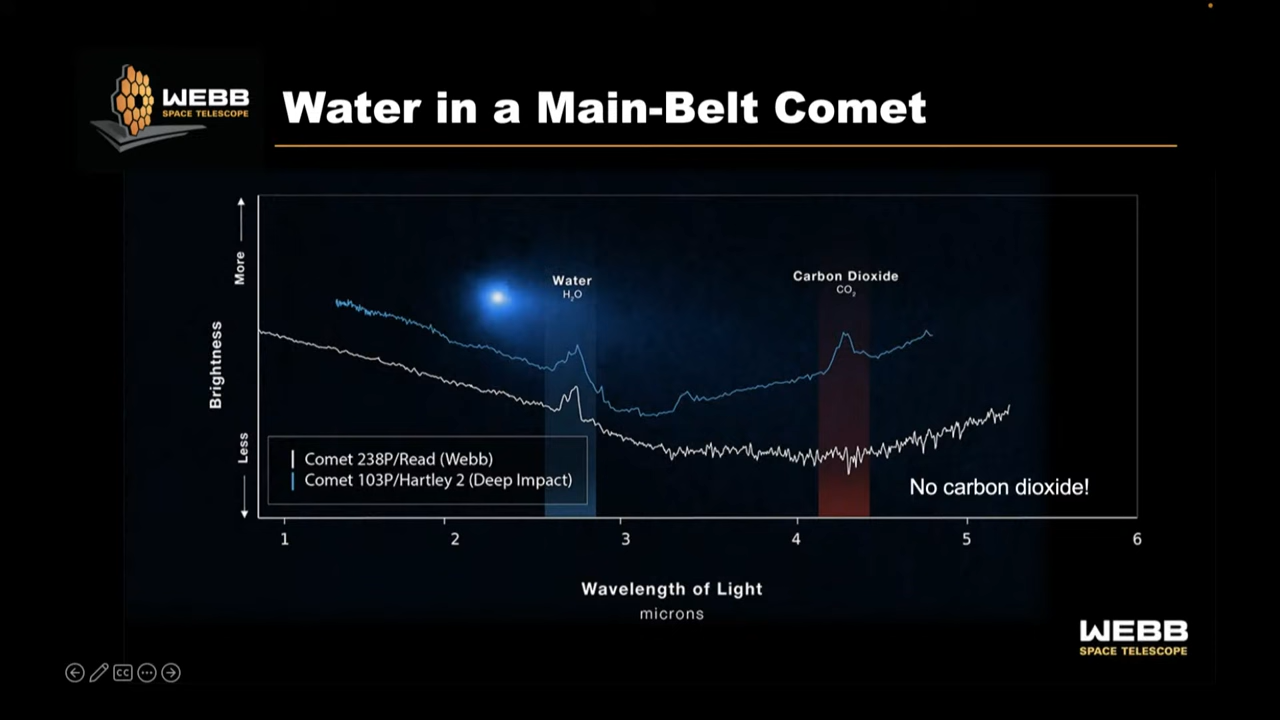 WEBB
SPACE TELESCOPE
Water in a Main-Belt Comet
More
Brightness
Less
Water
H₂O
Carbon Dioxide
CO₂
Comet 238P/Read (Webb)
Comet 103P/Hartley 2 (Deep Impact)
No carbon dioxide!
1 2 3 4 5 6
Wavelength of Light
microns
WEBB
SPACE TELESCOPE
CC